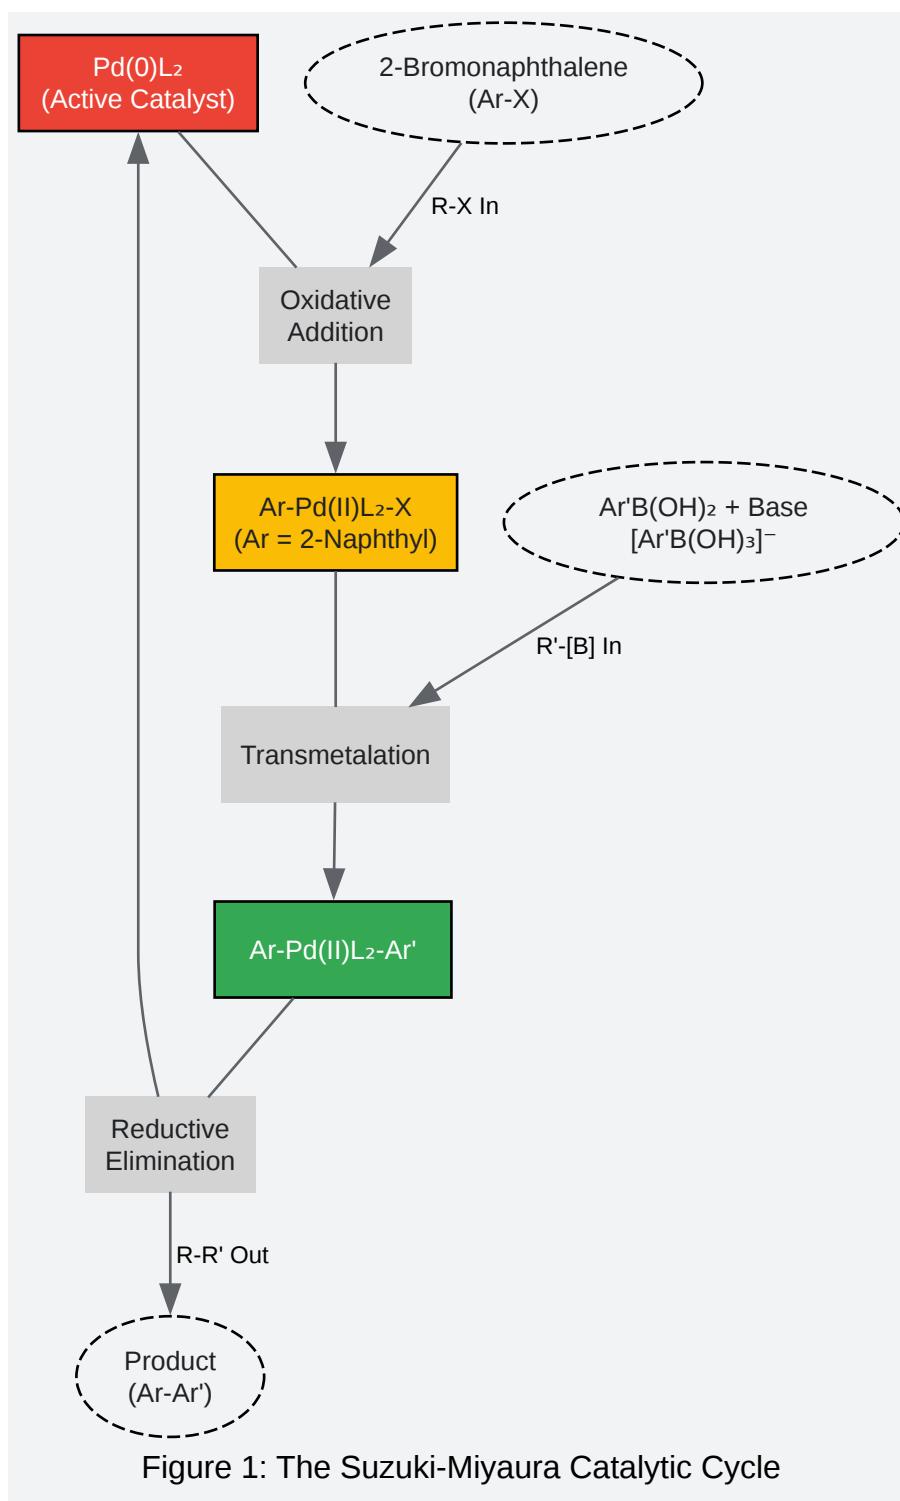 Pd(0)L₂
(Active Catalyst)
2-Bromonaphthalene
(Ar-X)
R-X In
Oxidative
Addition
Ar-Pd(II)L₂-X
(Ar = 2-Naphthyl)
Ar'B(OH)₂ + Base
[Ar'B(OH)₃]⁻
R'-[B] In
Transmetalation
Ar-Pd(II)L₂-Ar'
Reductive
Elimination
R-R' Out
Product
(Ar-Ar')
Figure 1: The Suzuki-Miyaura Catalytic Cycle